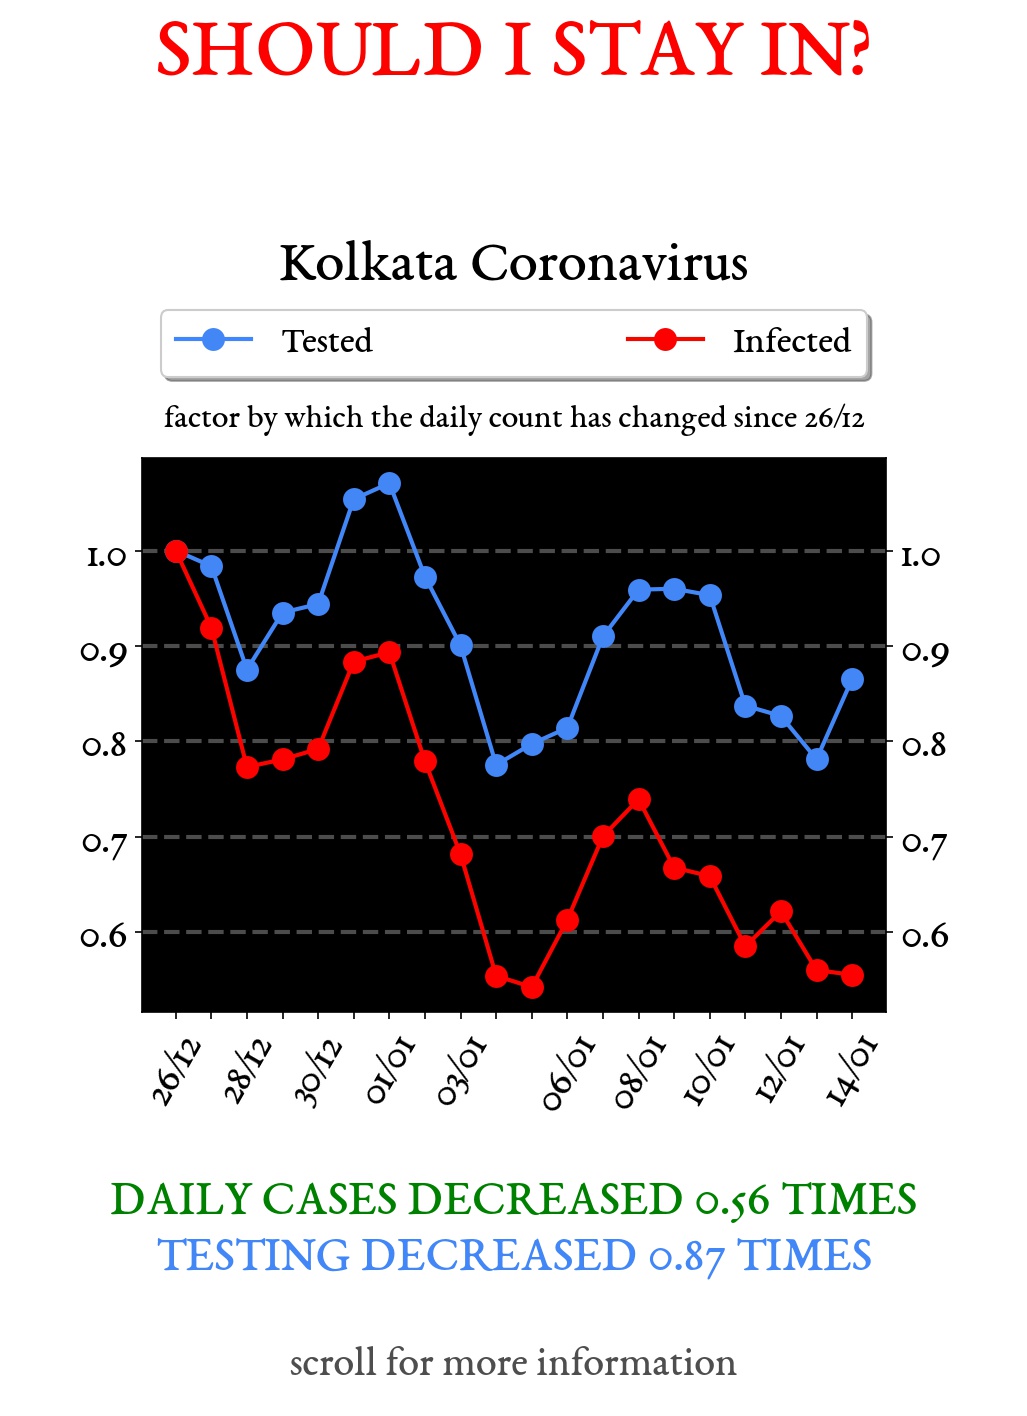 SHOULD I STAY IN?
Kolkata Coronavirus
Tested Infected
factor by which the daily count has changed since 26/12
1.0 1.0
0.9 0.9
0.8 0.8
0.7 0.7
0.6 0.6
26/12 28/12 30/12 01/01 03/01 06/01 08/01 10/01 12/01 14/01
DAILY CASES DECREASED 0.56 TIMES
TESTING DECREASED 0.87 TIMES
scroll for more information